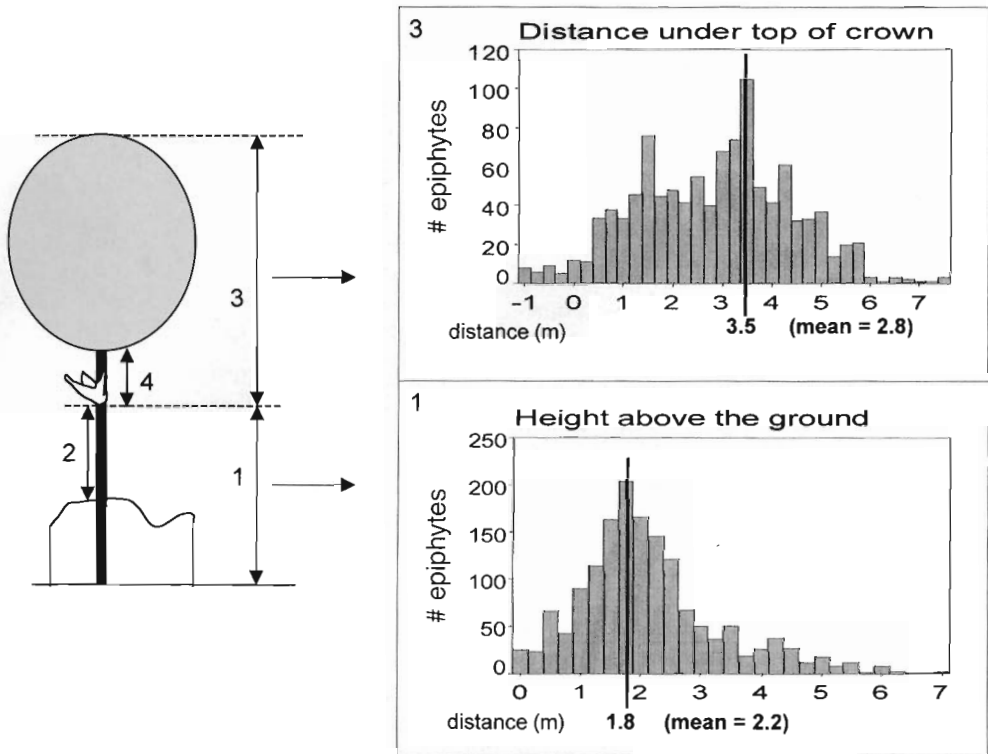 3
4
2
1
3
Distance under top of crown
# epiphytes
120
100
80
60
40
20
0
-1 0 1 2 3 4 5 6 7
distance (m) 3.5 (mean = 2.8)
1
Height above the ground
# epiphytes
250
200
150
100
50
0
0 1 2 3 4 5 6 7
distance (m) 1.8 (mean = 2.2)